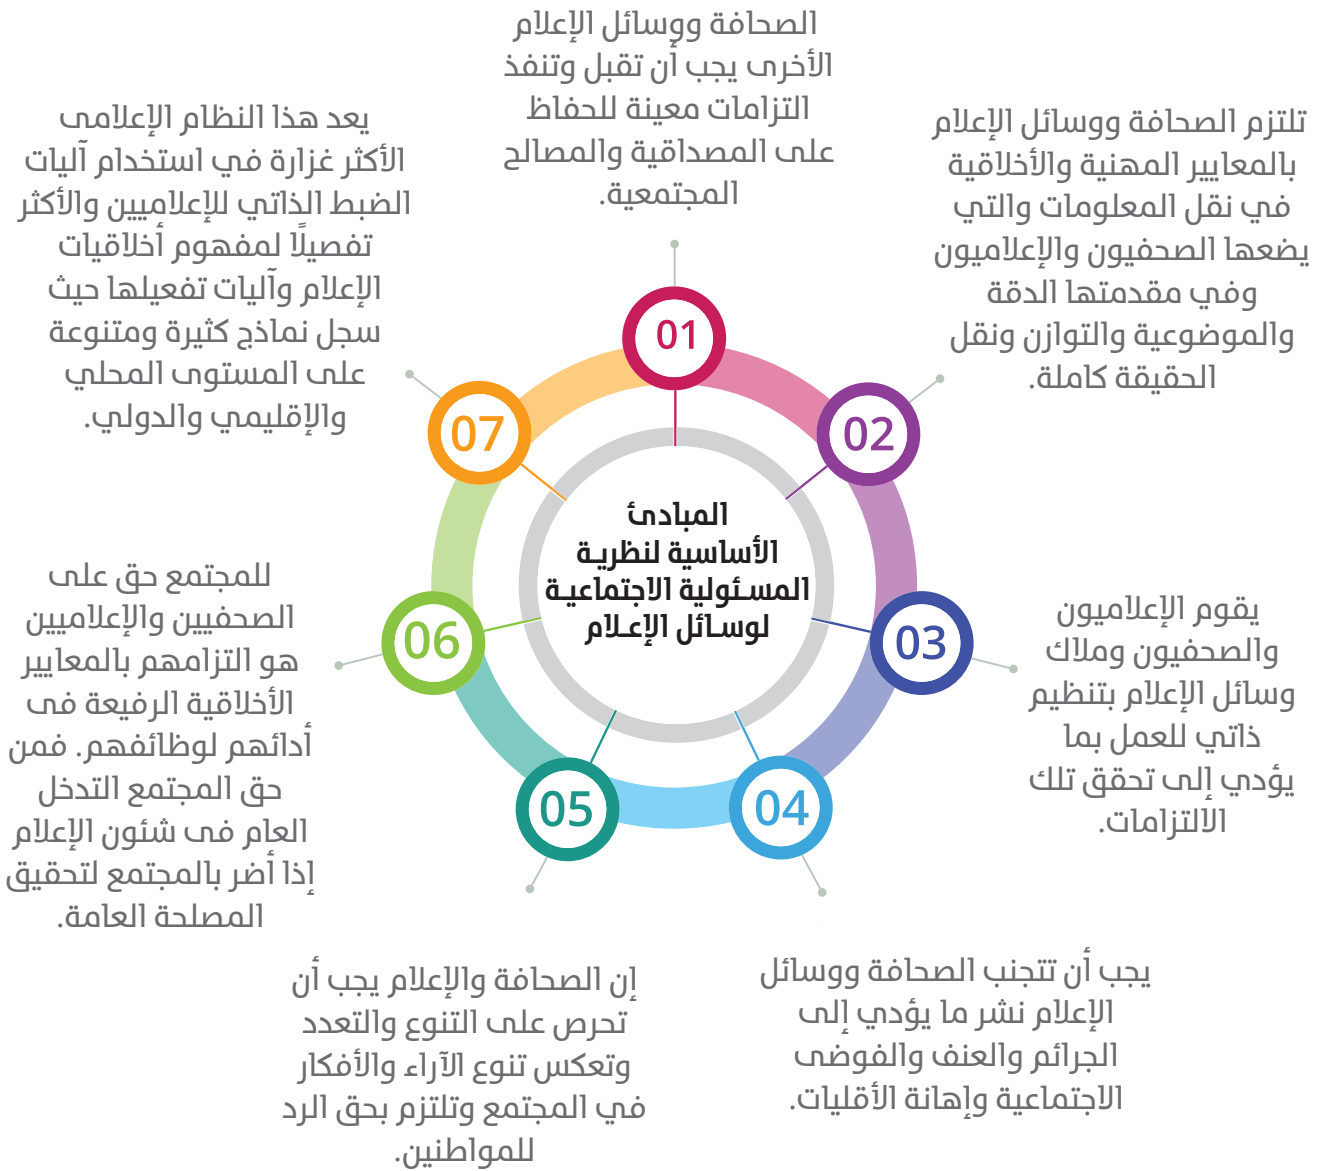 المبادئ
الأساسية لنظريـة
المسـئولية الاجتماعيـة
لوسـائل الإعـلام
01
الصحافة ووسائل الإعلام
الأخرى يجب أن تقبل وتنفذ
التزامات معينة للحفاظ
على المصداقية والمصالح
المجتمعية.
02
تلتزم الصحافة ووسائل الإعلام
بالمعايير المهنية والأخلاقية
في نقل المعلومات والتي
يضعها الصحفيون والإعلاميون
وفي مقدمتها الدقة
والموضوعية والتوازن ونقل
الحقيقة كاملة.
03
يقوم الإعلاميون
والصحفيون وملاك
وسائل الإعلام بتنظيم
ذاتي للعمل بما
يؤدي إلى تحقق تلك
الالتزامات.
04
يجب أن تتجنب الصحافة ووسائل
الإعلام نشر ما يؤدي إلى
الجرائم والعنف والفوضى
الاجتماعية وإهانة الأقليات.
05
إن الصحافة والإعلام يجب أن
تحرص على التنوع والتعدد
وتعكس تنوع الآراء والأفكار
في المجتمع وتلتزم بحق الرد
للمواطنين.
06
للمجتمع حق على
الصحفيين والإعلاميين
هو التزامهم بالمعايير
الأخلاقية الرفيعة فى
أدائهم لوظائفهم. فمن
حق المجتمع التدخل
العام فى شئون الإعلام
إذا أضر بالمجتمع لتحقيق
المصلحة العامة.
07
يعد هذا النظام الإعلامى
الأكثر غزارة في استخدام آليات
الضبط الذاتي للإعلاميين والأكثر
تفصيلًا لمفهوم أخلاقيات
الإعلام وآليات تفعيلها حيث
سجل نماذج كثيرة ومتنوعة
على المستوى المحلي
والإقليمي والدولي.